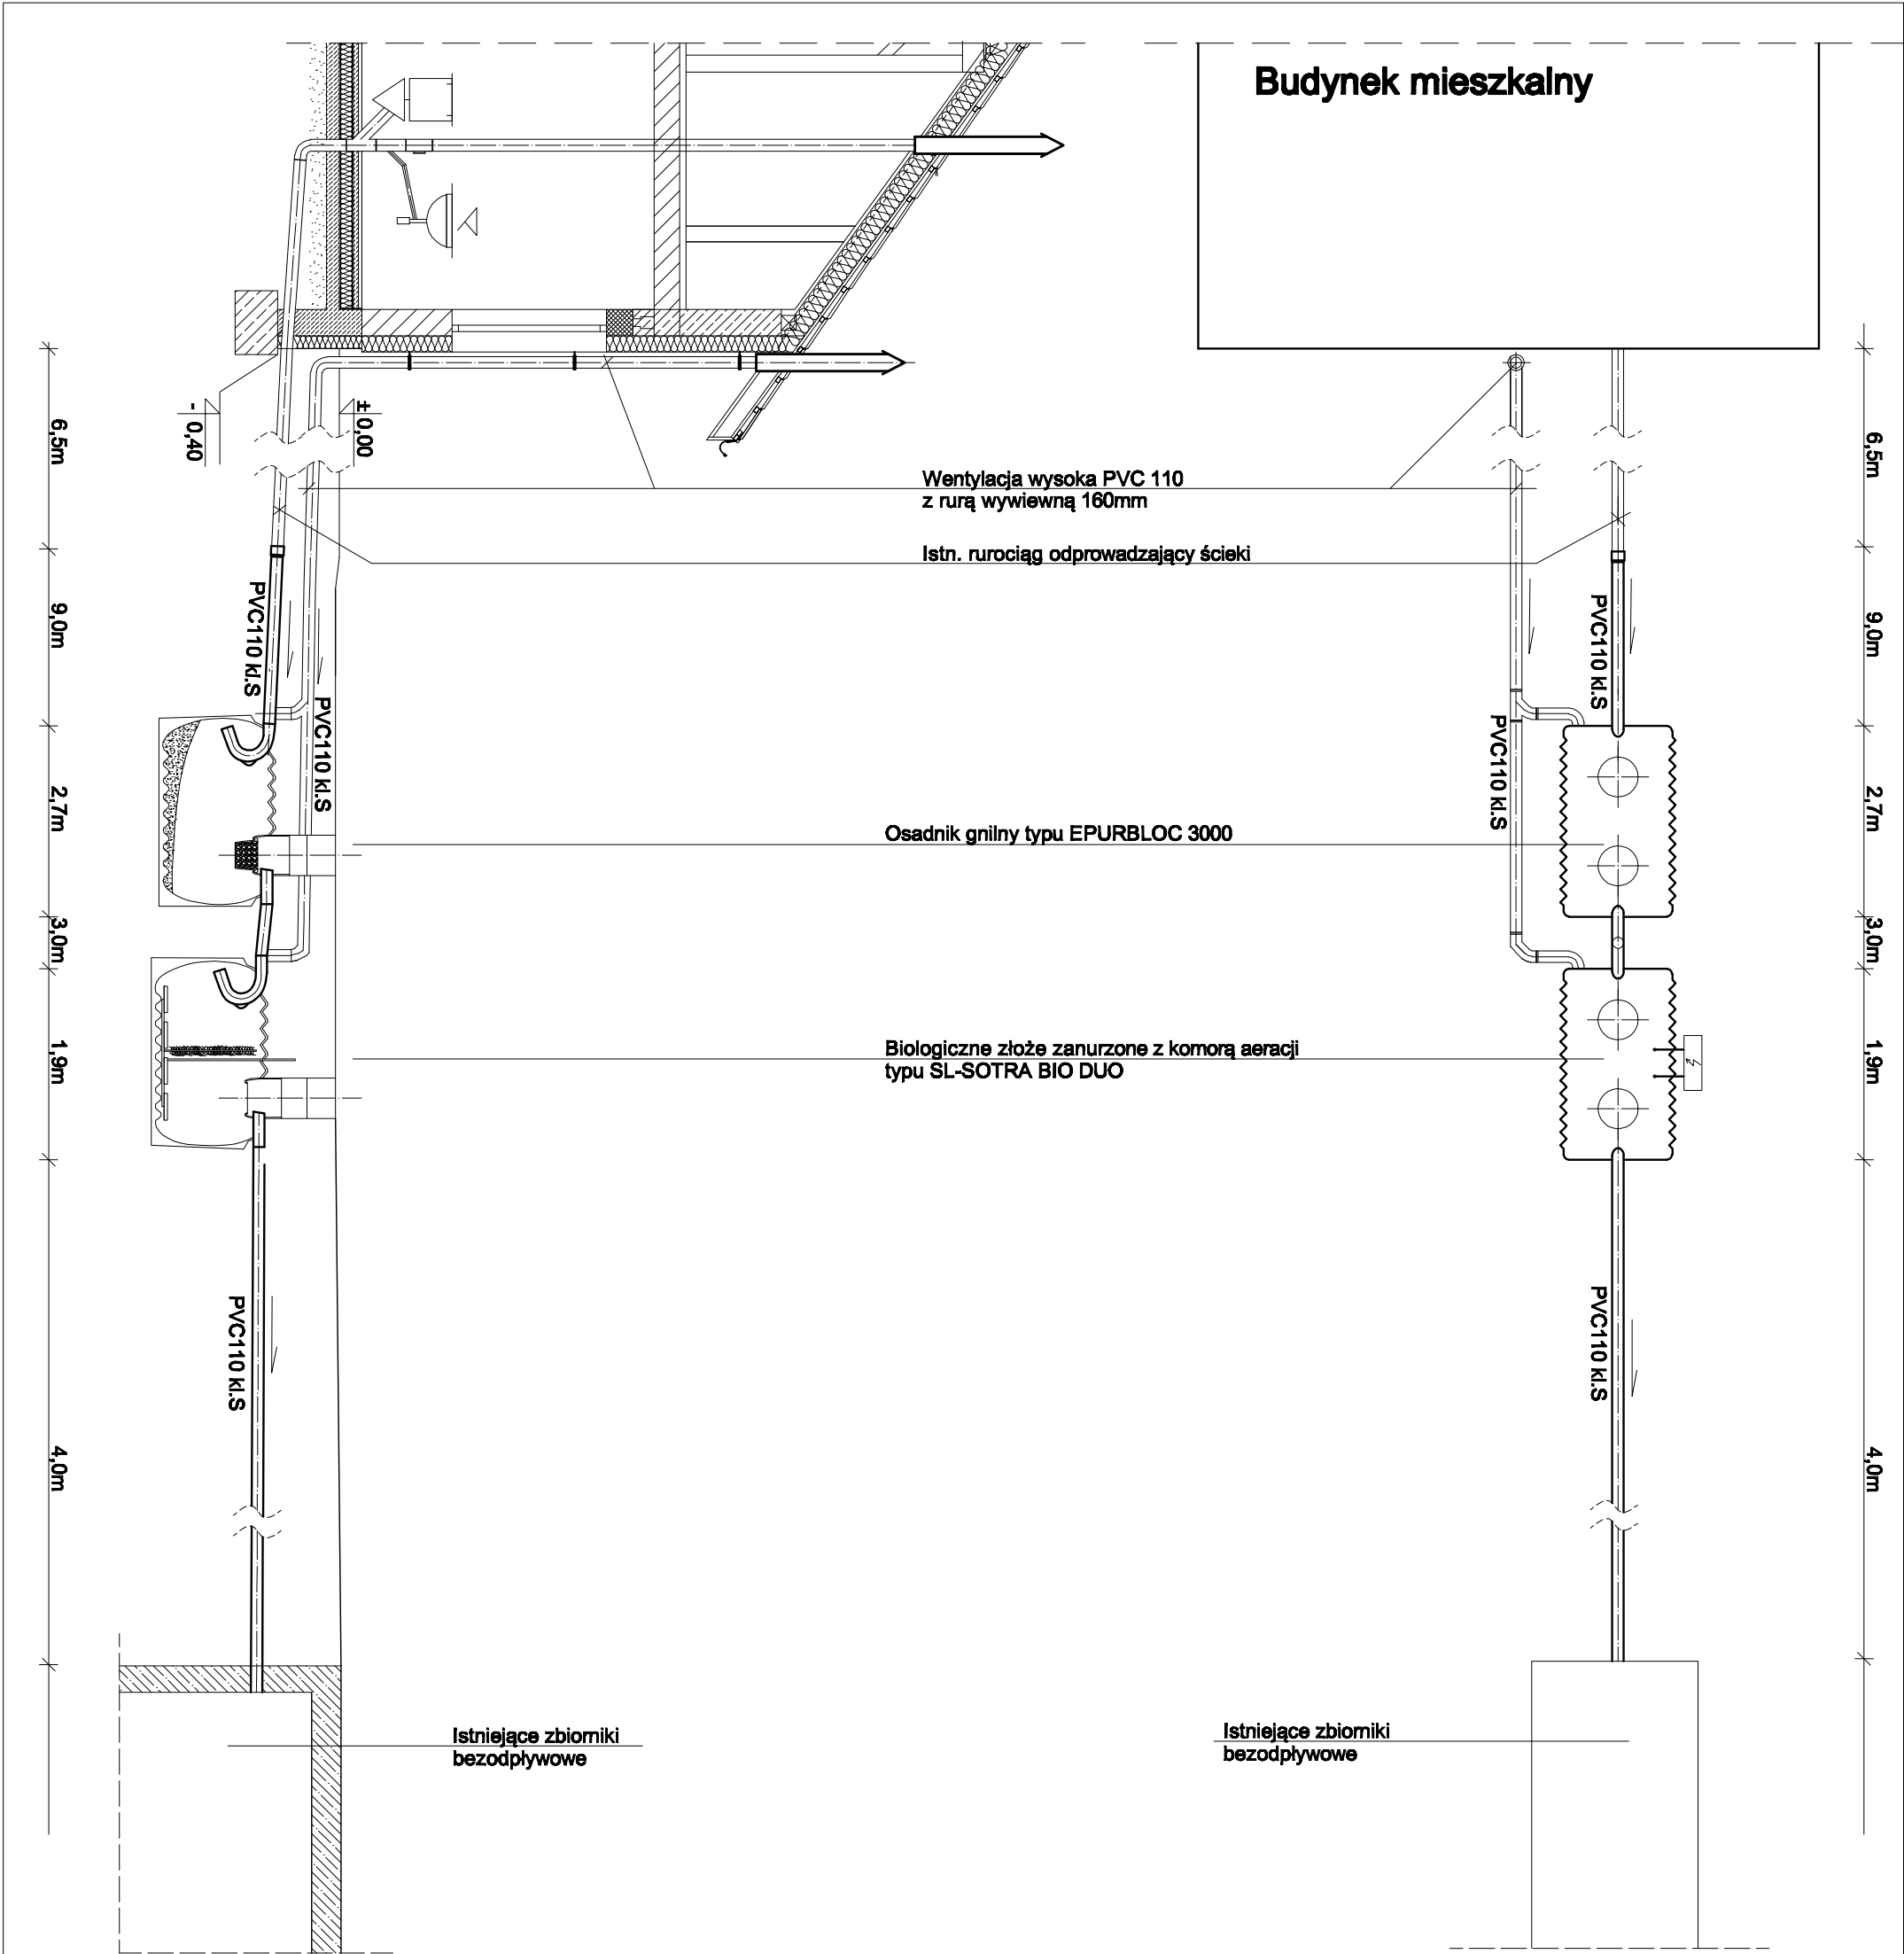 Budynek mieszkalny
- 0,40
± 0,00
Wentylacja wysoka PVC 110
z rurą wywiewną 160mm
Istn. rurociąg odprowadzający ścieki
Osadnik gnilny typu EPURBLOC 3000
Biologiczne złoże zanurzone z komorą aeracji
typu SL-SOTRA BIO DUO
Istniejące zbiorniki
bezodpływowe
Istniejące zbiorniki
bezodpływowe
6,5m
9,0m
2,7m
3,0m
1,9m
4,0m
PVC110 kl.S
PVC110 kl.S
PVC110 kl.S
PVC110 kl.S
PVC110 kl.S
PVC110 kl.S
6,5m
9,0m
2,7m
3,0m
1,9m
4,0m